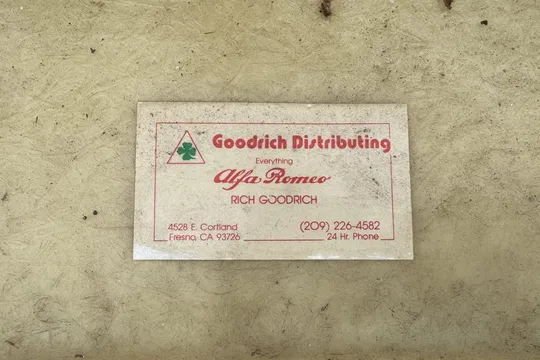 Goodrich Distributing
Everything
Alfa Romeo
RICH GOODRICH
4528 E. Cortland
Fresno, CA 93726
(209) 226-4582
24 Hr. Phone